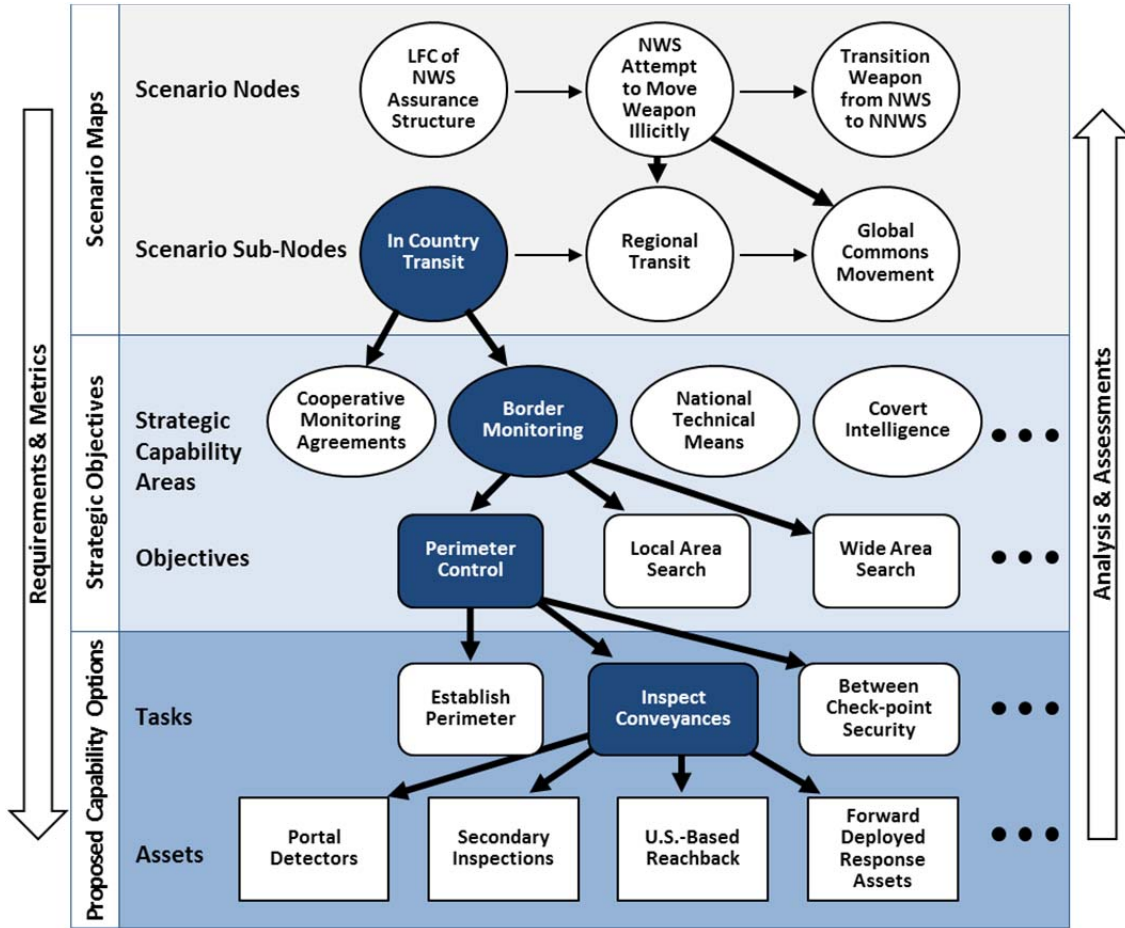 Requirements & Metrics
Scenario Maps
Scenario Nodes
LFC of
NWS
Assurance
Structure
NWS
Attempt
to Move
Weapon
Illicitly
Transition
Weapon
from NWS
to NNWS
Scenario Sub-Nodes
In Country
Transit
Regional
Transit
Global
Commons
Movement
Strategic Objectives
Strategic
Capability
Areas
Cooperative
Monitoring
Agreements
Border
Monitoring
National
Technical
Means
Covert
Intelligence
Objectives
Perimeter
Control
Local Area
Search
Wide Area
Search
Proposed Capability Options
Tasks
Establish
Perimeter
Inspect
Conveyances
Between
Check-point
Security
Assets
Portal
Detectors
Secondary
Inspections
U.S.-Based
Reachback
Forward
Deployed
Response
Assets
Analysis & Assessments